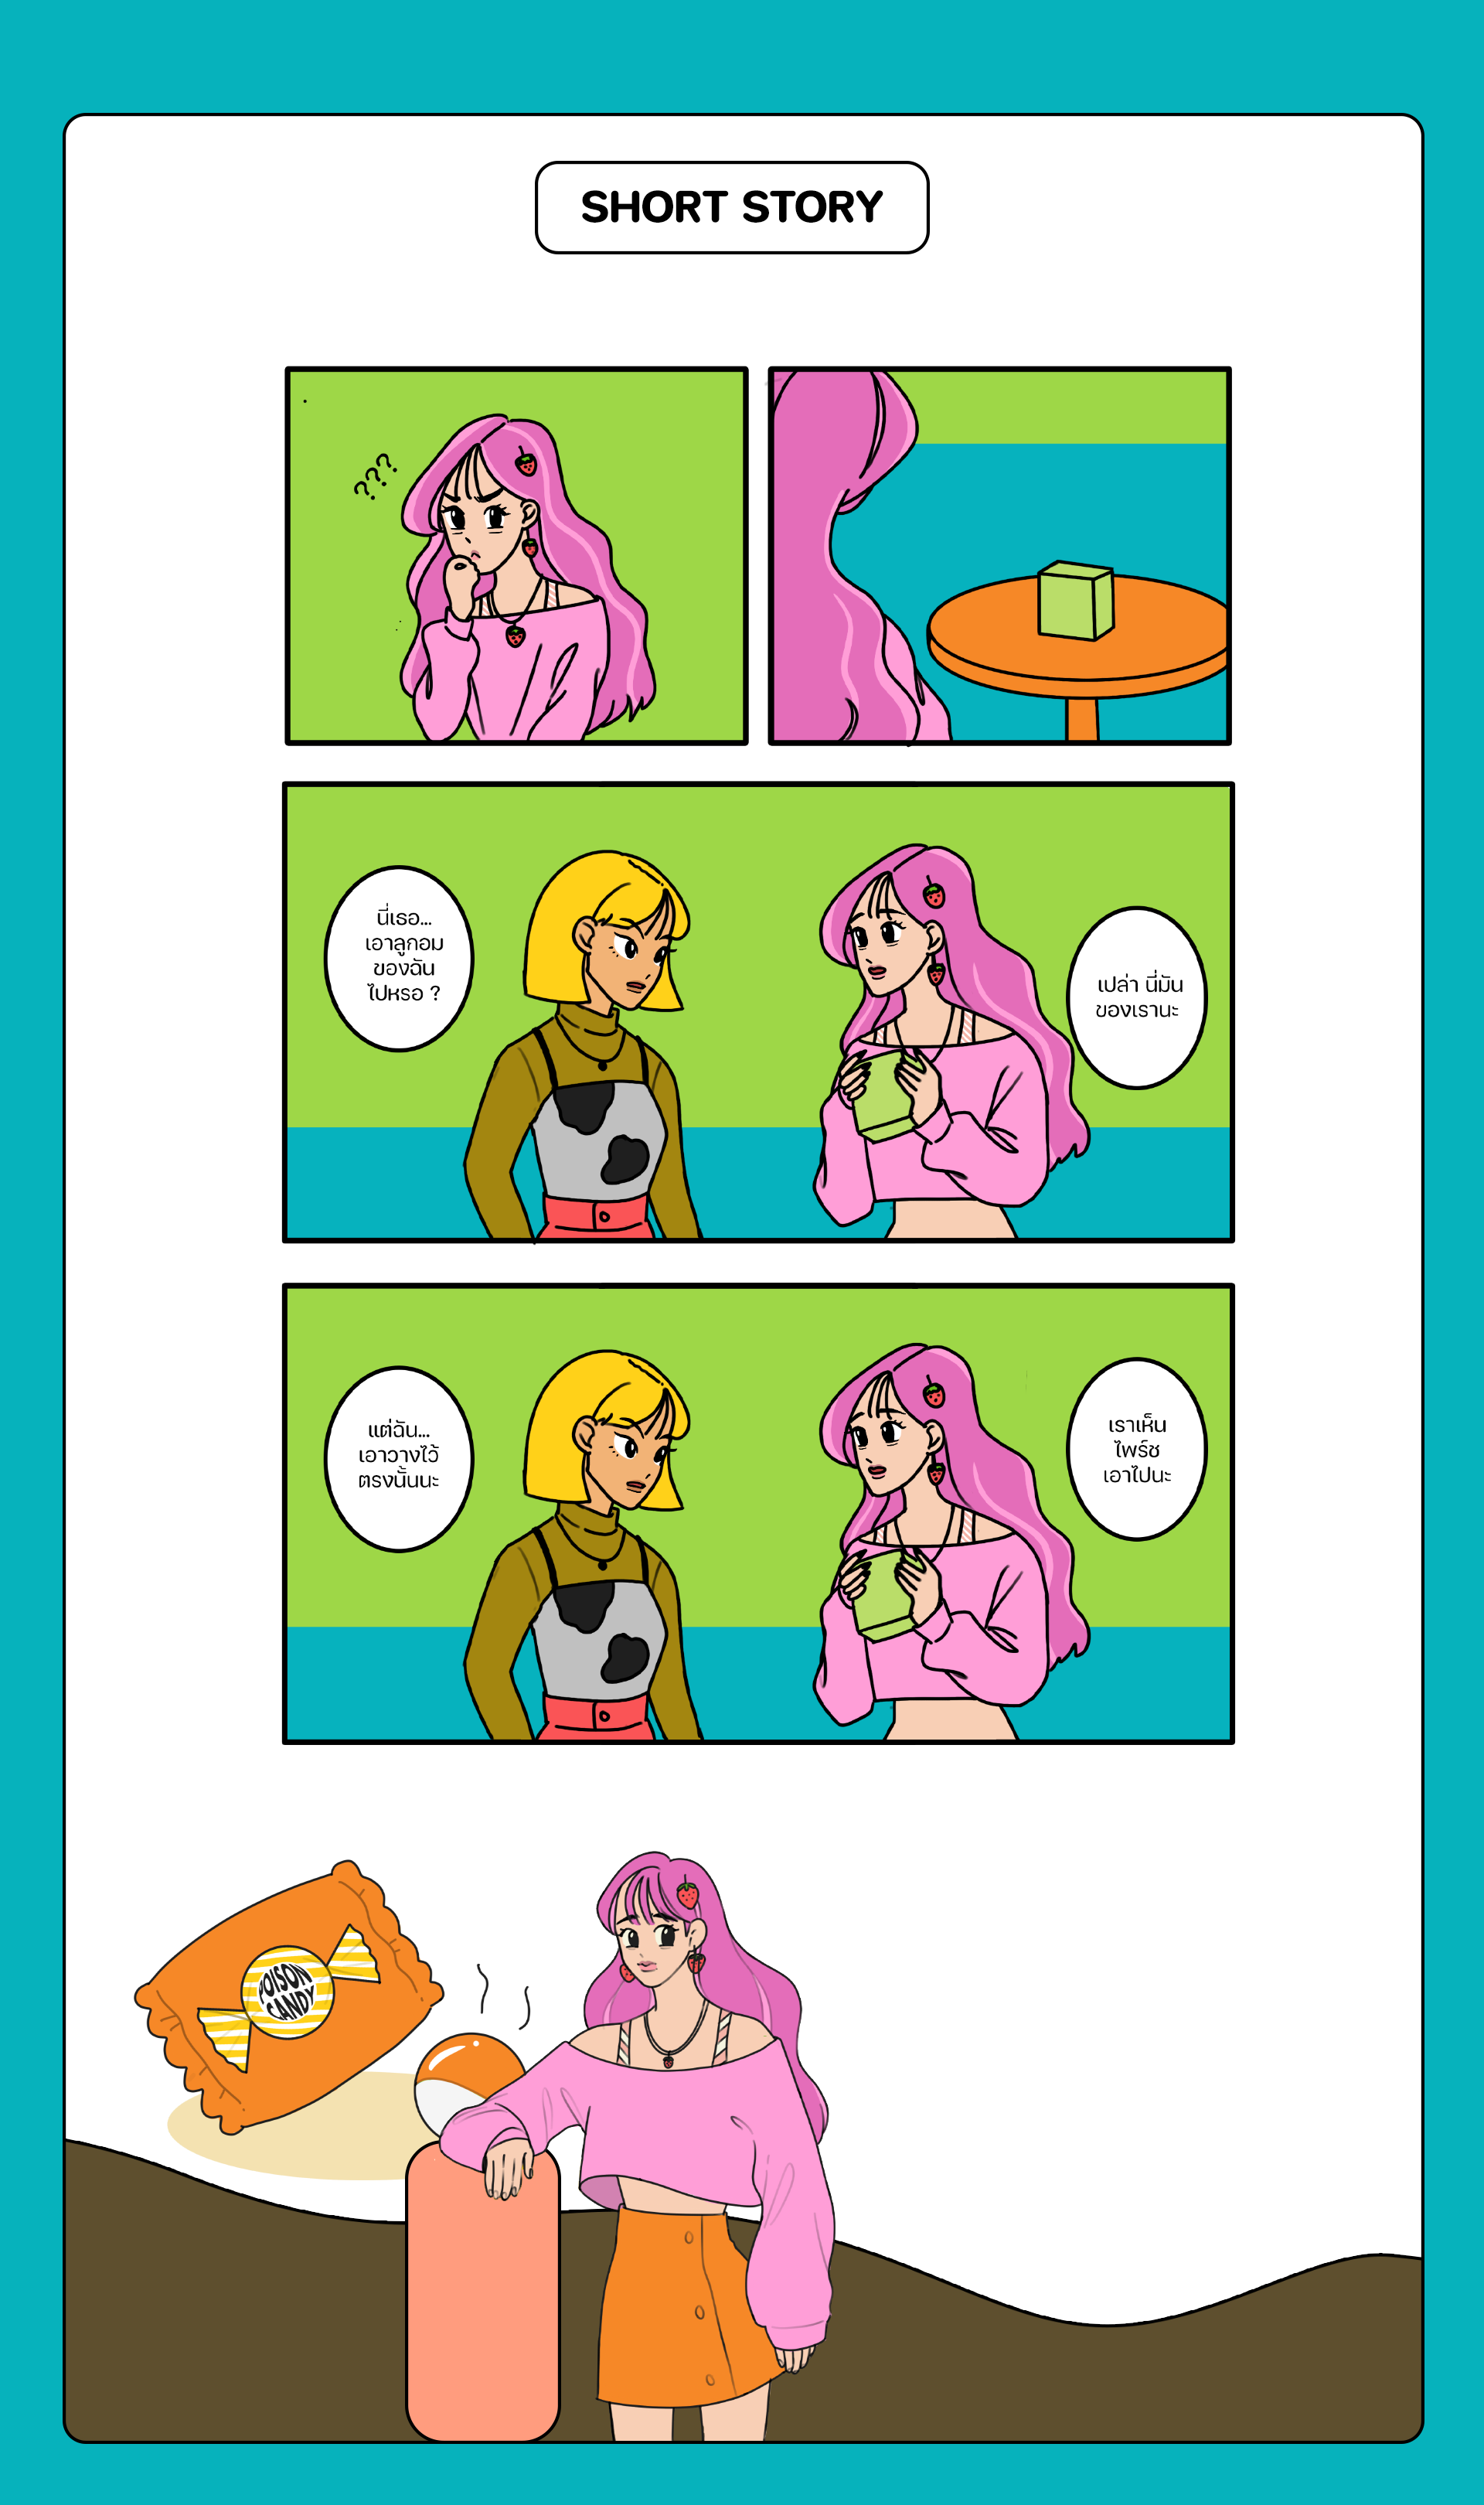 SHORT STORY
???
นี่เธอ...
เอาลูกอม
ของฉัน
ไปหรอ ?
เปล่า นี่มัน
ของเรานะ
แต่ฉัน...
เอาวางไว้
ตรงนั้นนะ
เราเห็น
ไพร์ช
เอาไปนะ
POISON
CANDY